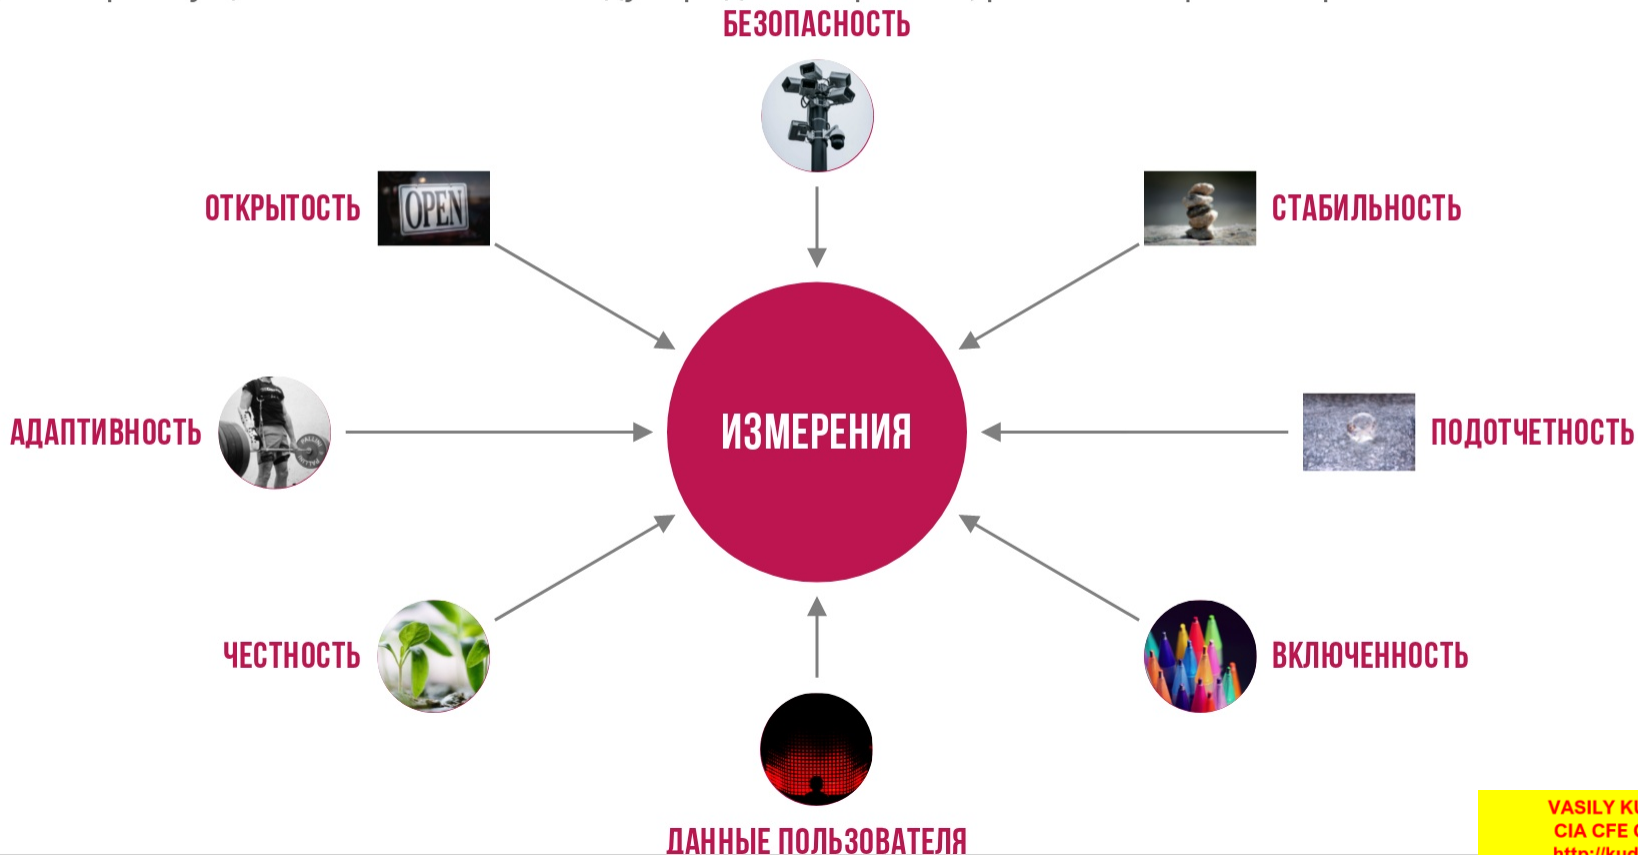 БЕЗОПАСНОСТЬ
ОТКРЫТОСТЬ
OPEN
СТАБИЛЬНОСТЬ
АДАПТИВНОСТЬ
ИЗМЕРЕНИЯ
ПОДОТЧЕТНОСТЬ
ЧЕСТНОСТЬ
ВКЛЮЧЕННОСТЬ
ДАННЫЕ ПОЛЬЗОВАТЕЛЯ
VASILY
CIA CFE